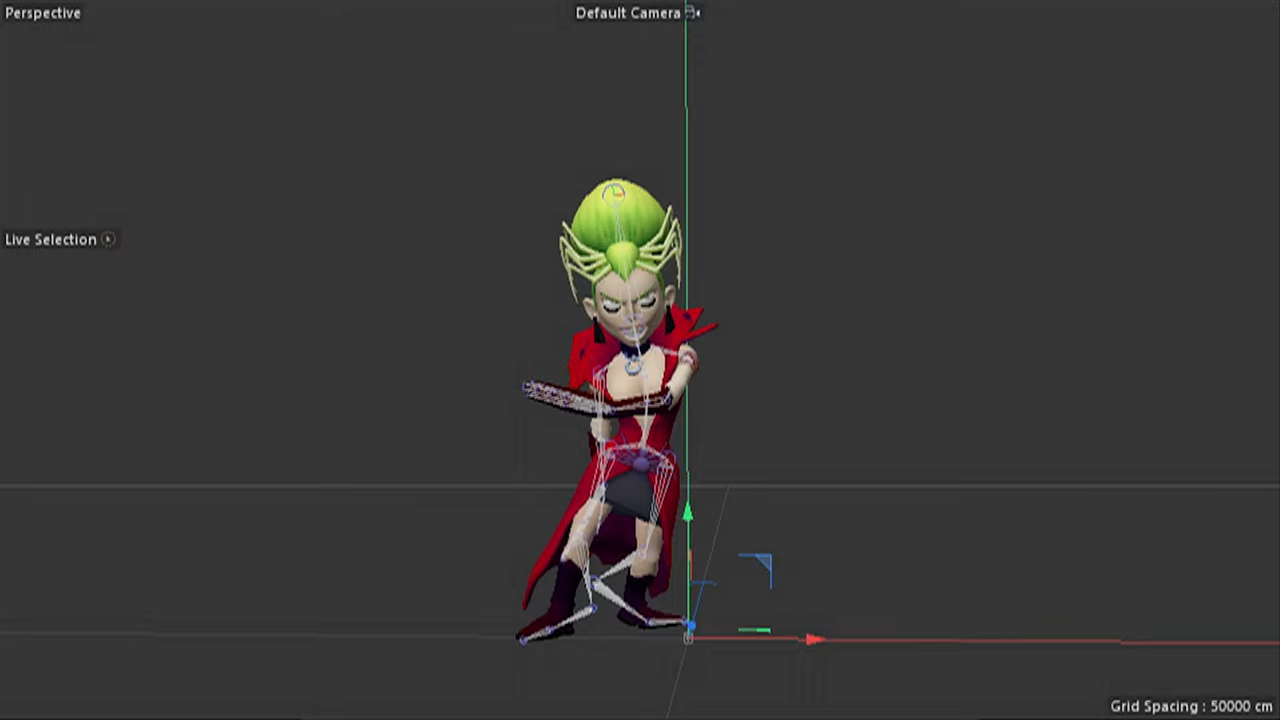 Perspective
Default Camera
Live Selection
Grid Spacing : 50000 cm